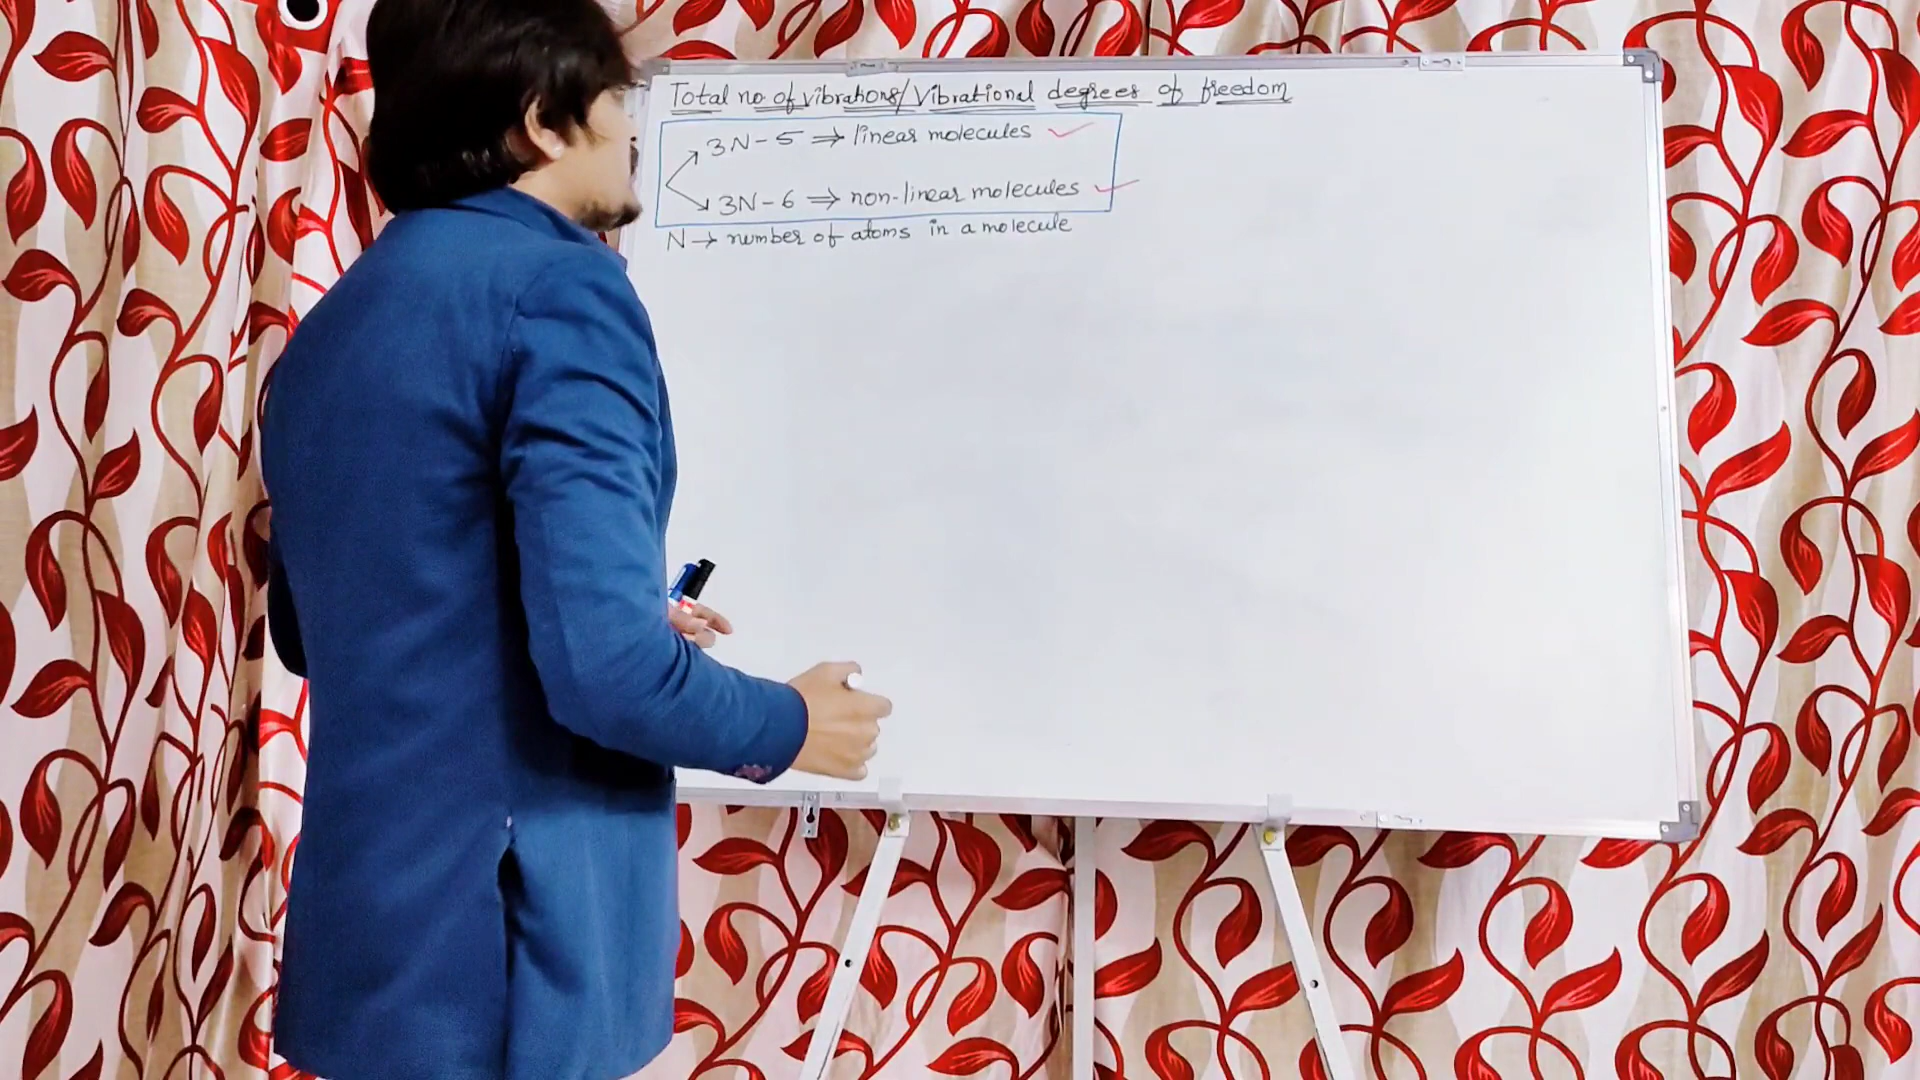 Total no of vibrations/Vibrational degrees of freedom
3N-5 ⇒ linear molecules ✓
3N-6 ⇒ non-linear molecules ✓
N → number of atoms in a molecule